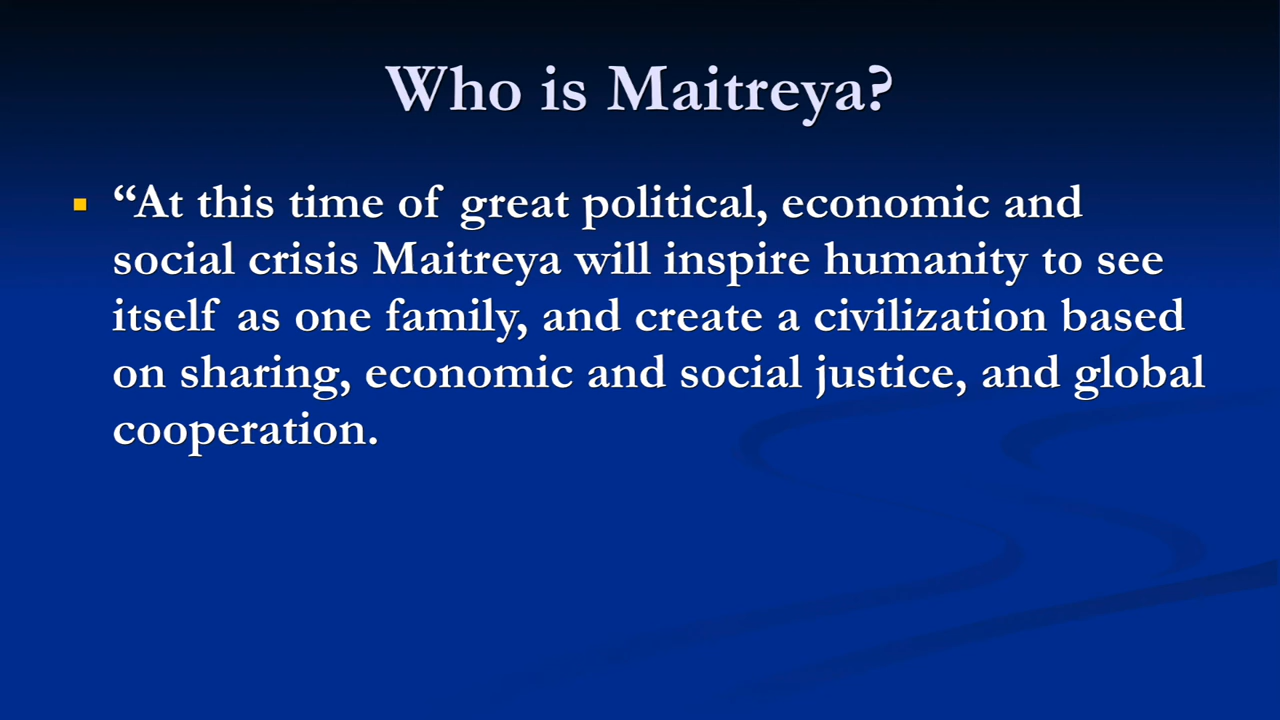 Who is Maitreya?
“At this time of great political, economic and
social crisis Maitreya will inspire humanity to see
itself as one family, and create a civilization based
on sharing, economic and social justice, and global
cooperation.